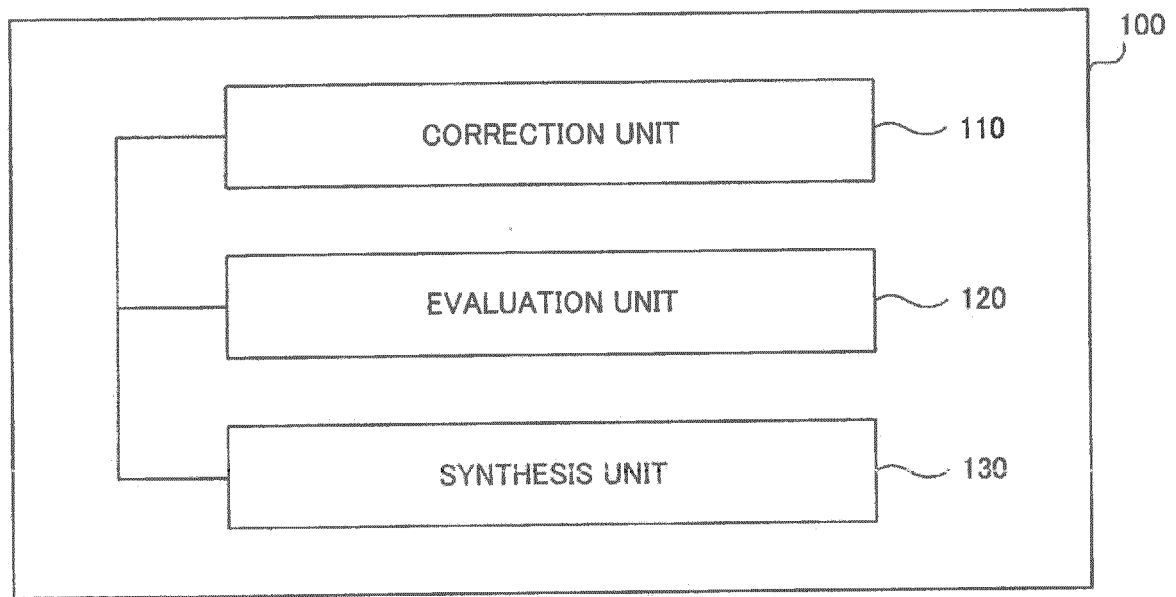 100
CORRECTION UNIT
110
EVALUATION UNIT
120
SYNTHESIS UNIT
130